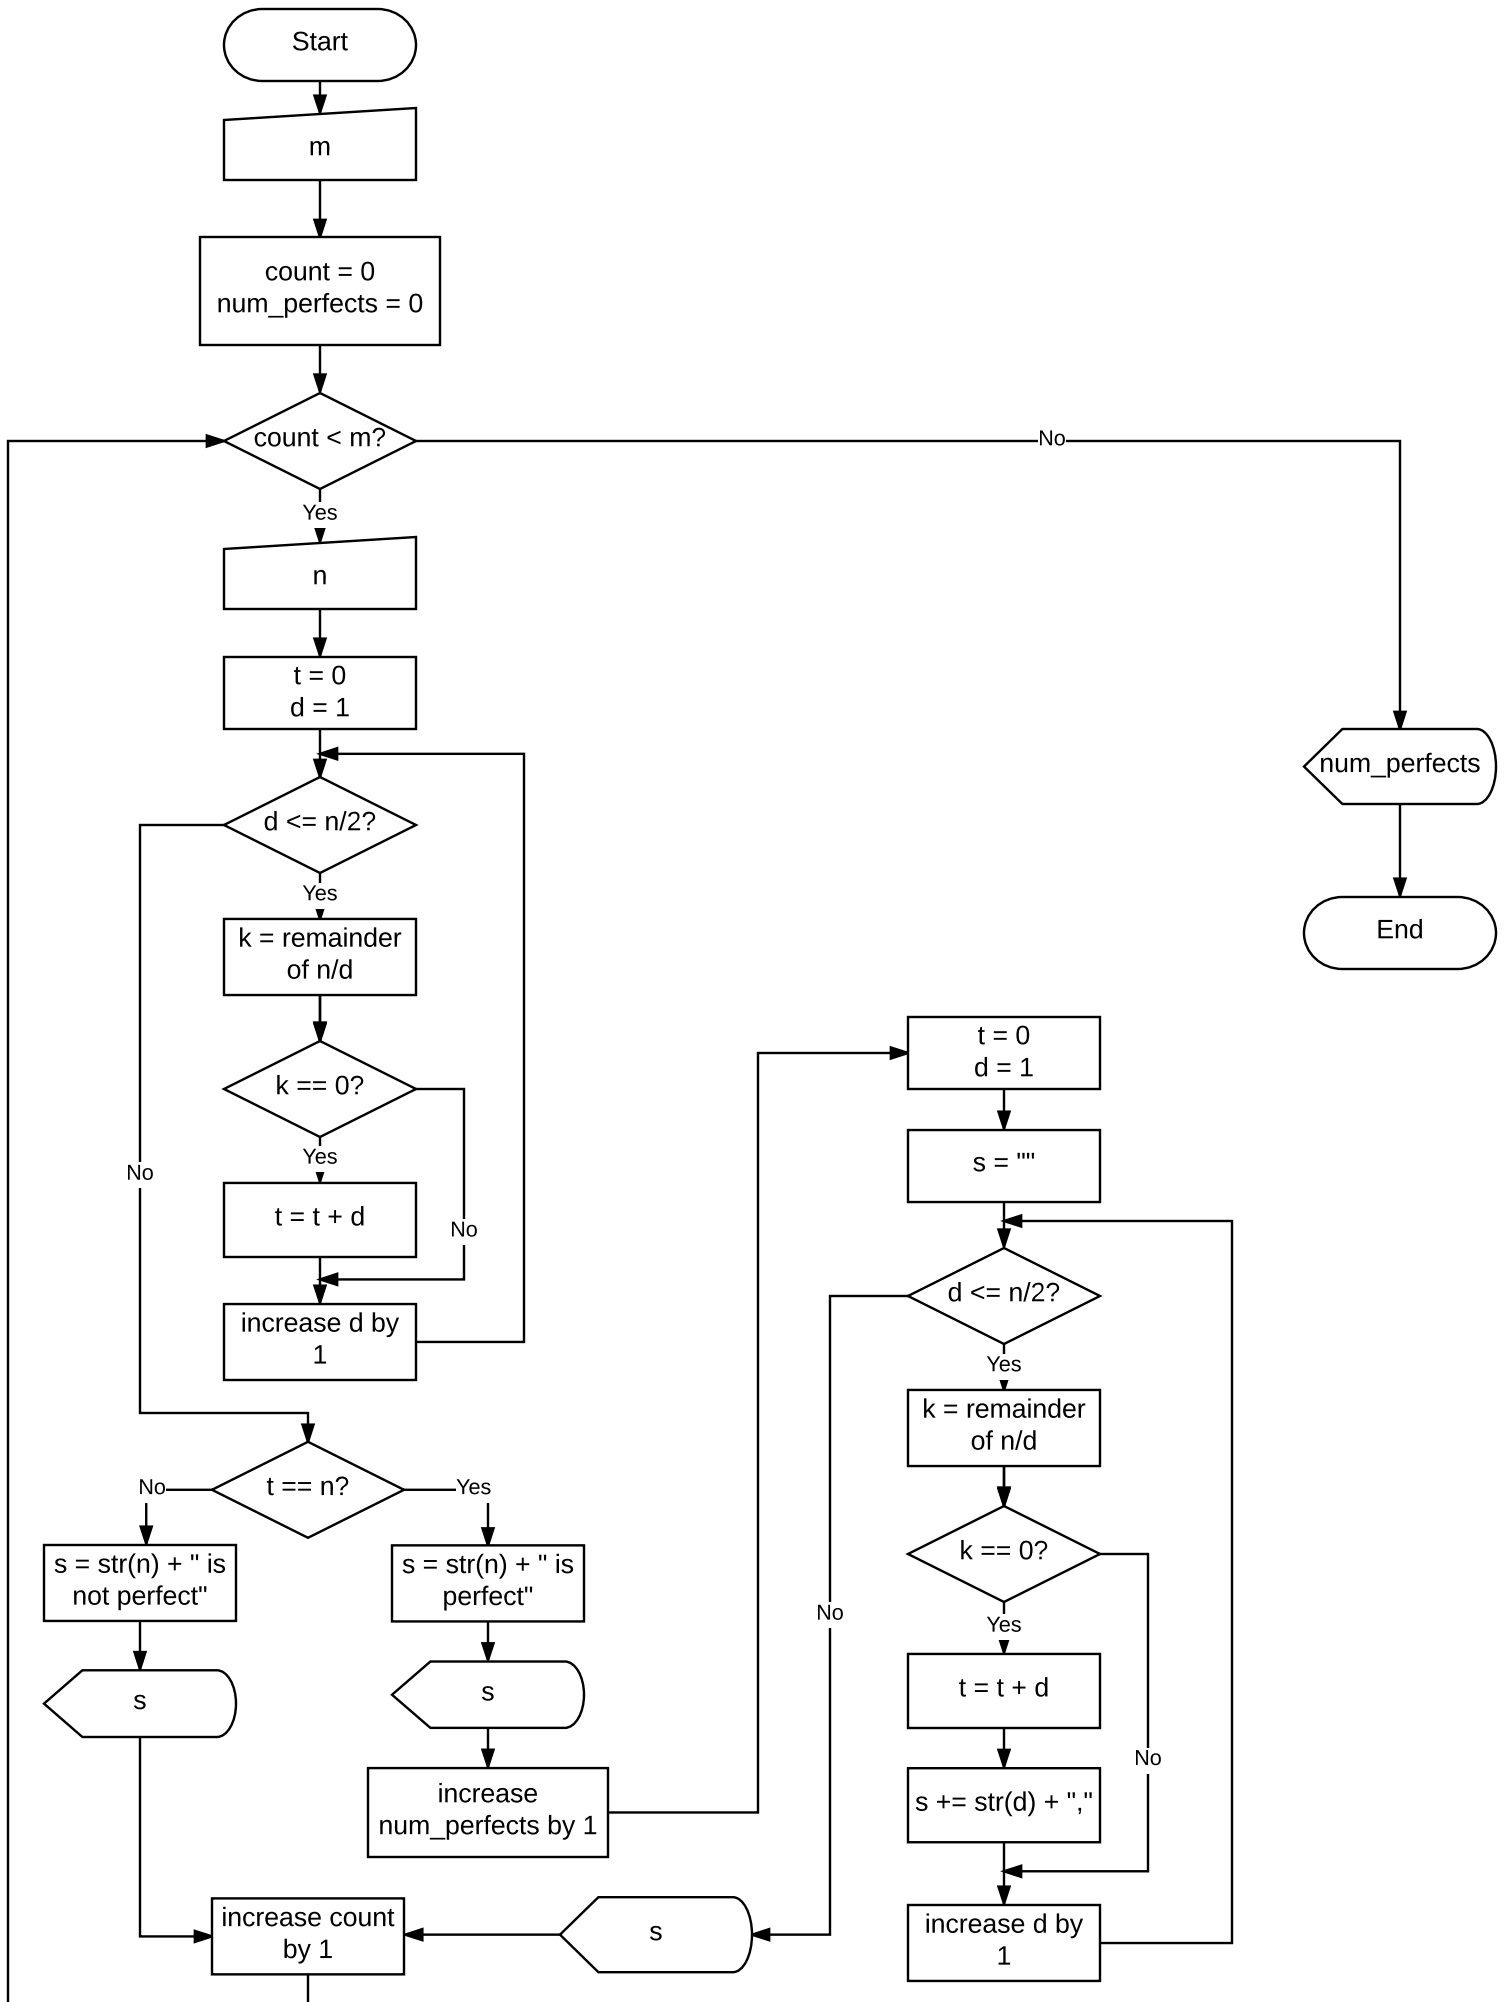 Start
m
count = 0
num_perfects = 0
count < m?
No
Yes
n
t = 0
d = 1
d <= n/2?
Yes
k = remainder
of n/d
k == 0?
Yes
No
No
t = t + d
increase d by
1
t == n?
No
Yes
s = str(n) + " is
not perfect"
s = str(n) + " is
perfect"
s
s
increase
num_perfects by 1
increase count
by 1
s
t = 0
d = 1
s = ""
d <= n/2?
Yes
No
k = remainder
of n/d
k == 0?
Yes
t = t + d
No
s += str(d) + ","
increase d by
1
num_perfects
End